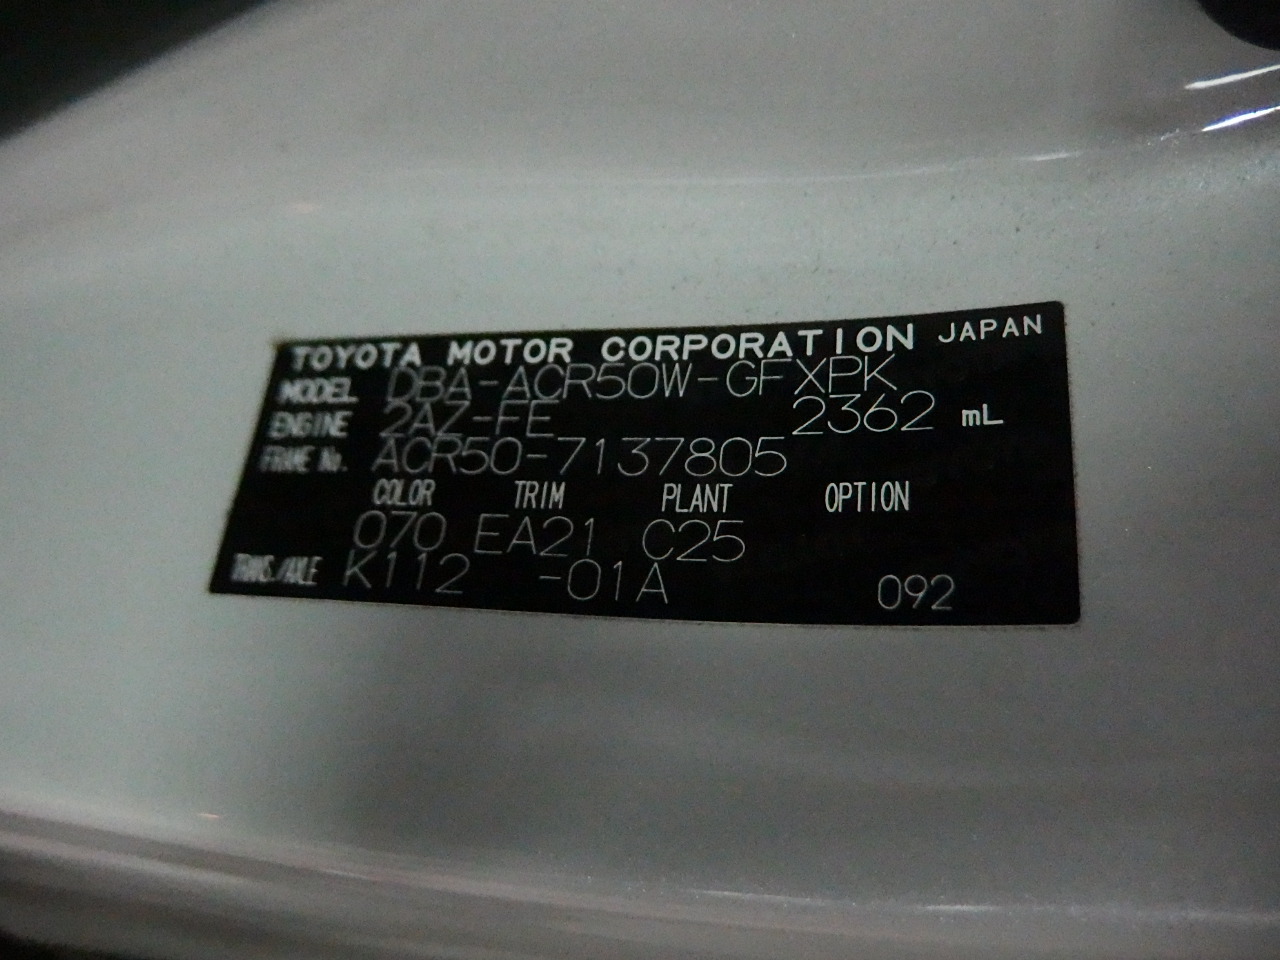 TOYOTA MOTOR CORPORATION JAPAN
MODEL DBA-ACR50W-GFXPK
ENGINE 2AZ-FE 2362 mL
FRAME No. ACR50-7137805
COLOR TRIM PLANT OPTION
070 EA21 C25
TRANS./AXLE K112 -01A 092